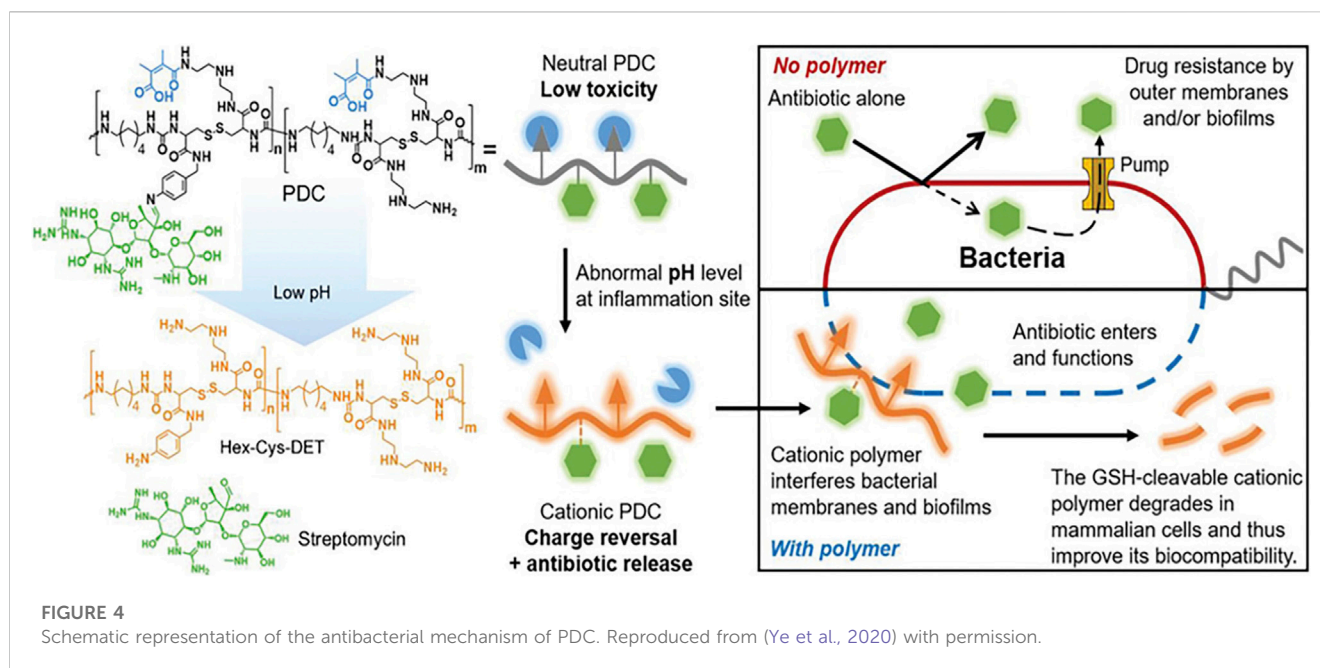 PDC
Low pH
Hex-Cys-DET
Streptomycin
Neutral PDC
Low toxicity
=
Abnormal pH level
at inflammation site
Cationic PDC
Charge reversal
+ antibiotic release
No polymer
Antibiotic alone
Drug resistance by
outer membranes
and/or biofilms
Pump
Bacteria
Antibiotic enters
and functions
Cationic polymer
interferes bacterial
membranes and biofilms
With polymer
The GSH-cleavable cationic
polymer degrades in
mammalian cells and thus
improve its biocompatibility.
FIGURE 4
Schematic representation of the antibacterial mechanism of PDC. Reproduced from (Ye et al., 2020) with permission.